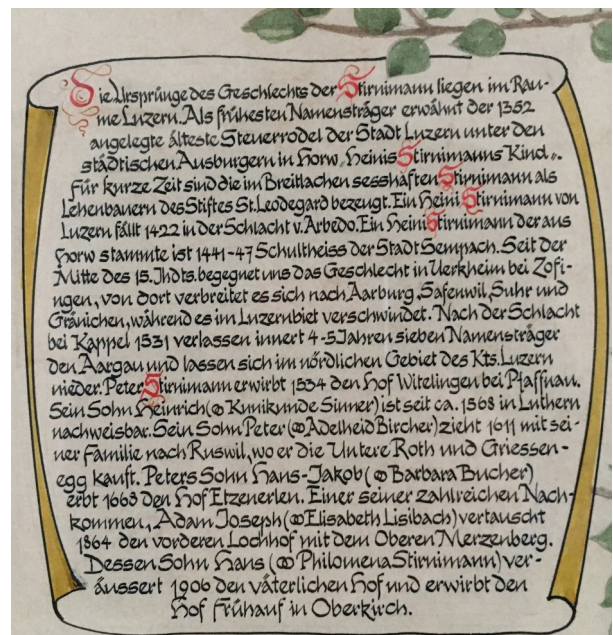 Die Ursprünge des Geschlechts der Stirnimann liegen im Rau-
me Luzern. Als frühesten Namensträger erwähnt der 1352
angelegte älteste Steuerrodel der Stadt Luzern unter den
städtischen Ausburgern in Horw „Heinis Stirnimanns Kind".
Für kurze Zeit sind die im Breitlachen sesshaften Stirnimann als
Lehenbauern des Stiftes St. Leodegard bezeugt. Ein Heini Stirnimann von
Luzern fällt 1422 in der Schlacht v. Arbedo. Ein Heini Stirnimann der aus
Horw stammte ist 1441-47 Schultheiss der Stadt Sempach. Seit der
Mitte des 15. Jhdts. begegnet uns das Geschlecht in Uerkheim bei Zofi-
ngen, von dort verbreitet es sich nach Aarburg, Safenwil, Suhr und
Gränichen, während es im Luzernbiet verschwindet. Nach der Schlacht
bei Kappel 1531 verlassen innert 4-5 Jahren sieben Namensträger
den Aargau und lassen sich im nördlichen Gebiet des Kts. Luzern
nieder. Peter Stirnimann erwirbt 1534 den Hof Witelingen bei Pfaffnau.
Sein Sohn Heinrich (⚭ Kunikunde Sinner) ist seit ca. 1568 in Luthern
nachweisbar. Sein Sohn Peter (⚭ Adelheid Bircher) zieht 1611 mit sei-
ner Familie nach Ruswil, wo er die Untere Roth und Griessen-
egg kauft. Peters Sohn Hans-Jakob (⚭ Barbara Bucher)
erbt 1663 den Hof Etzenerlen. Einer seiner zahlreichen Nach-
kommen, Adam Joseph (⚭ Elisabeth Lisibach) vertauscht
1864 den vorderen Lochhof mit dem Oberen Merzenberg.
Dessen Sohn Hans (⚭ Philomena Stirnimann) ver-
äussert 1906 den väterlichen Hof und erwirbt den
Hof Frühauf in Oberkirch.